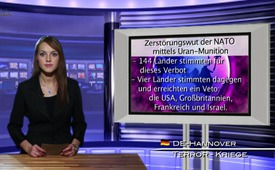 Zerstörungswut der NATO
mittels Uran-Munition
- 144 Länder stimmten für
dieses Verbot.
- Vier Länder stimmten dagegen
und erreichten ein Veto:
die USA, Großbritannien,
Frankreich und Israel.
DE-HANNOVER
TERROR - KRIEGE